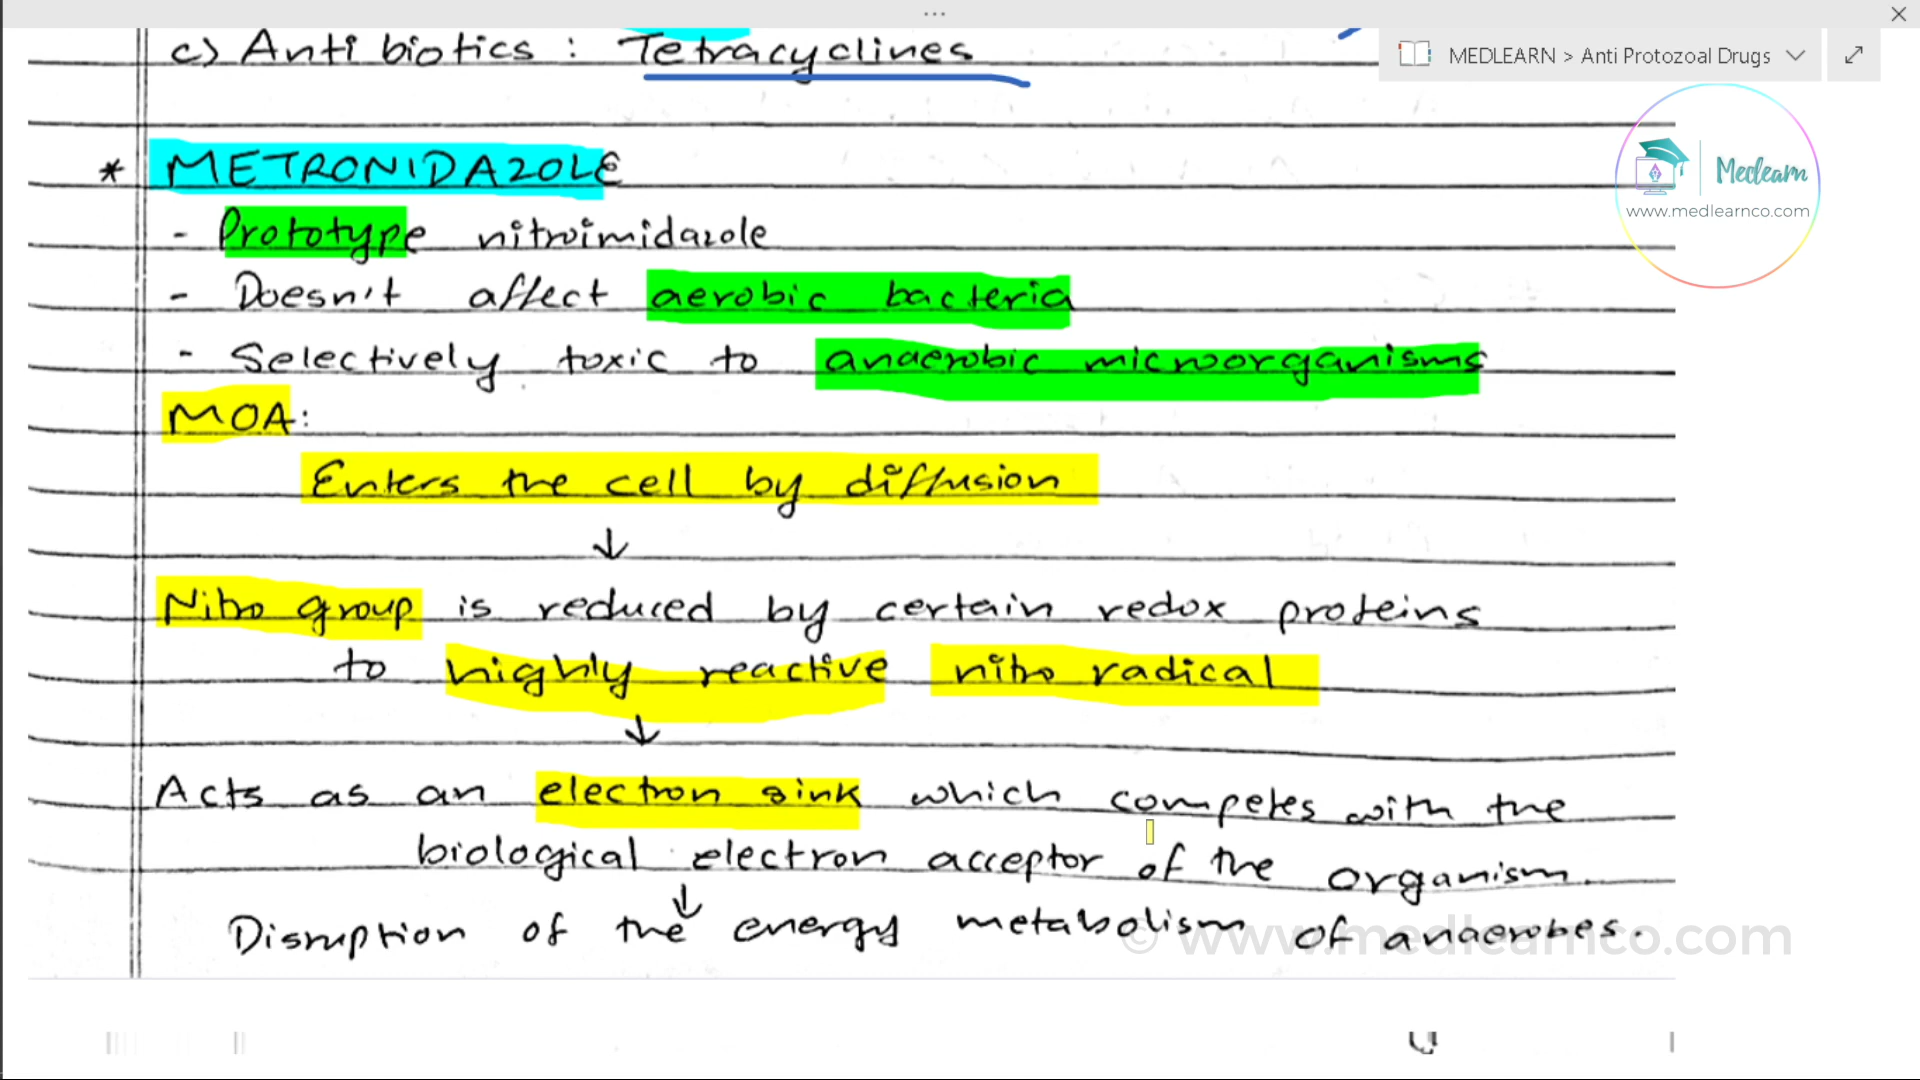 ...
MEDLEARN > Anti Protozoal Drugs
c) Anti biotics : Tetracyclines
Medlearn
www.medlearnco.com
* METRONIDAZOLE
- Prototype nitroimidazole
- Doesn't affect aerobic bacteria
- Selectively toxic to anaerobic microorganisms
MOA:
Enters the cell by diffusion
↓
Nitro group is reduced by certain redox proteins
to highly reactive nitro radical
↓
Acts as an electron sink which competes with the
biological electron acceptor of the organism.
↓
Disruption of the energy metabolism of anaerobes.
© www.medlearnco.com